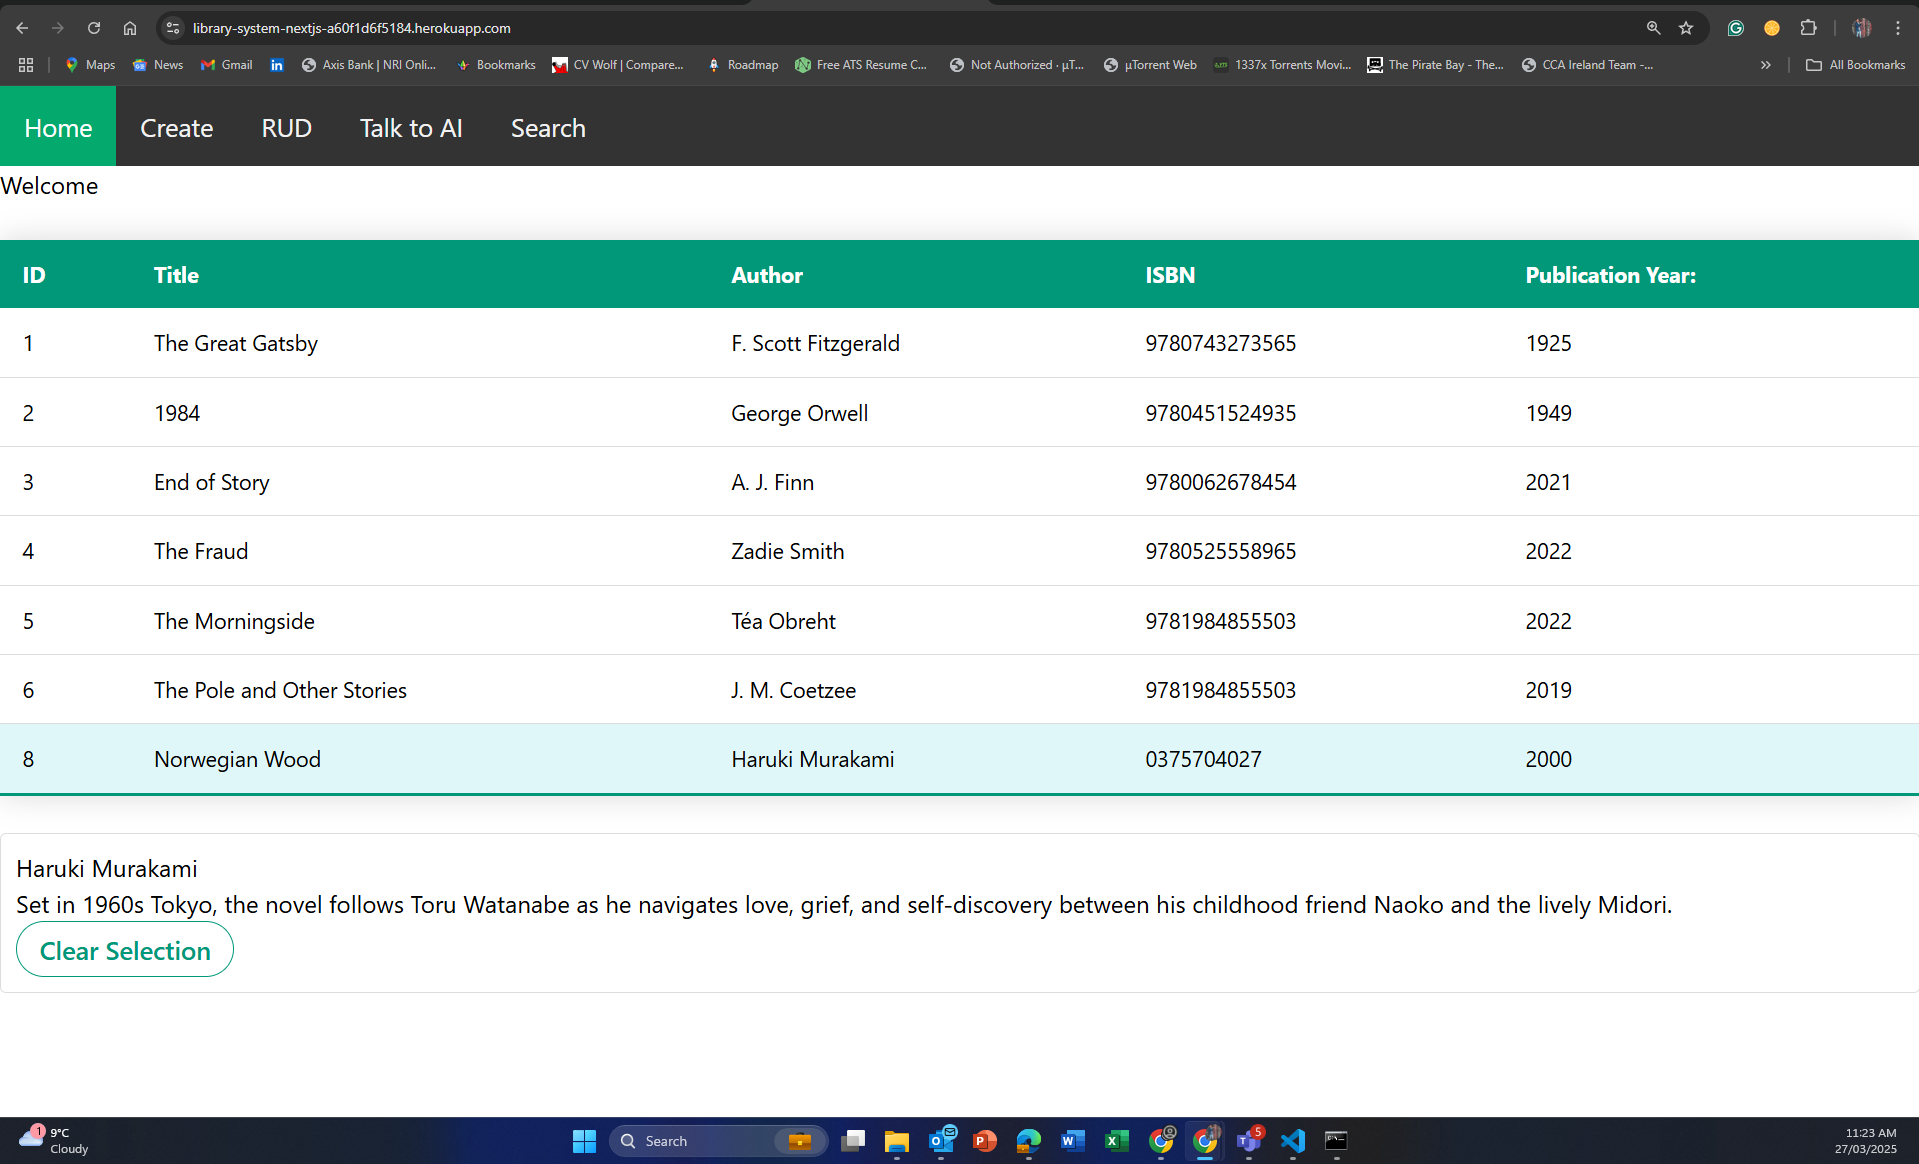 library-system-nextjs-a60f1d6f5184.herokuapp.com
Maps News Gmail Axis Bank | NRI Onli... Bookmarks CV Wolf | Compare... Roadmap Free ATS Resume C... Not Authorized · µT... µTorrent Web 1337x Torrents Movi... The Pirate Bay - The... CCA Ireland Team -... All Bookmarks
Home Create RUD Talk to AI Search
Welcome
ID Title Author ISBN Publication Year:
1 The Great Gatsby F. Scott Fitzgerald 9780743273565 1925
2 1984 George Orwell 9780451524935 1949
3 End of Story A. J. Finn 9780062678454 2021
4 The Fraud Zadie Smith 9780525558965 2022
5 The Morningside Téa Obreht 9781984855503 2022
6 The Pole and Other Stories J. M. Coetzee 9781984855503 2019
8 Norwegian Wood Haruki Murakami 0375704027 2000
Haruki Murakami
Set in 1960s Tokyo, the novel follows Toru Watanabe as he navigates love, grief, and self-discovery between his childhood friend Naoko and the lively Midori.
Clear Selection
1 9°C
Cloudy
Search
5
11:23 AM
27/03/2025